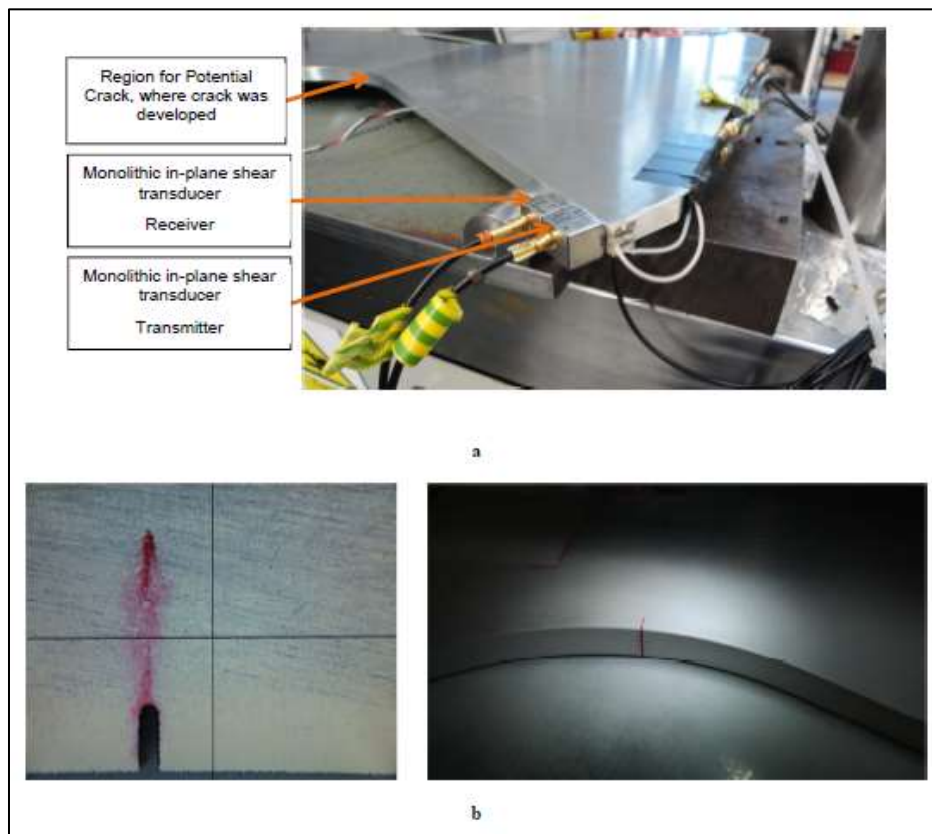 Region for Potential
Crack, where crack was
developed
Monolithic in-plane shear
transducer
Receiver
Monolithic in-plane shear
transducer
Transmitter
a
b